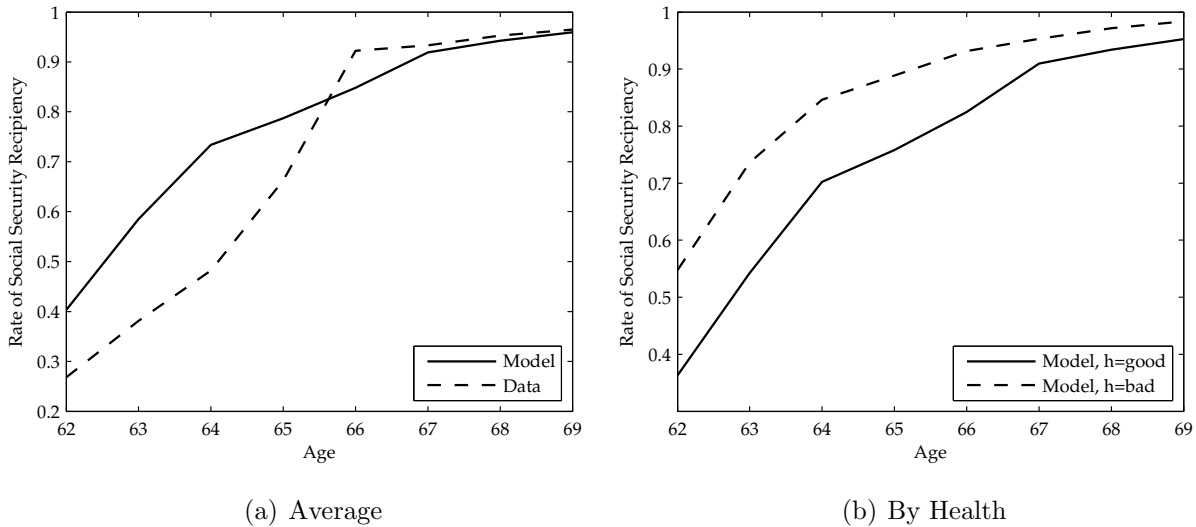 1
0.9
0.8
0.7
0.6
0.5
0.4
0.3
0.2
62 63 64 65 66 67 68 69
Age
Rate of Social Security Recipiency
Model
Data
(a) Average
1
0.9
0.8
0.7
0.6
0.5
0.4
62 63 64 65 66 67 68 69
Age
Rate of Social Security Recipiency
Model, h=good
Model, h=bad
(b) By Health